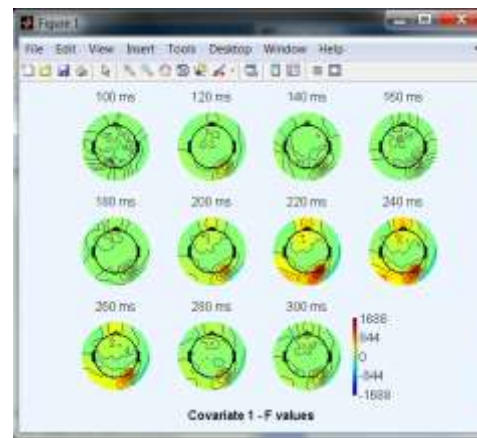 Figure 1
File Edit View Insert Tools Desktop Window Help
100 ms 120 ms 140 ms 160 ms
180 ms 200 ms 220 ms 240 ms
260 ms 280 ms 300 ms
1688
844
0
-844
-1688
Covariate 1 - F values